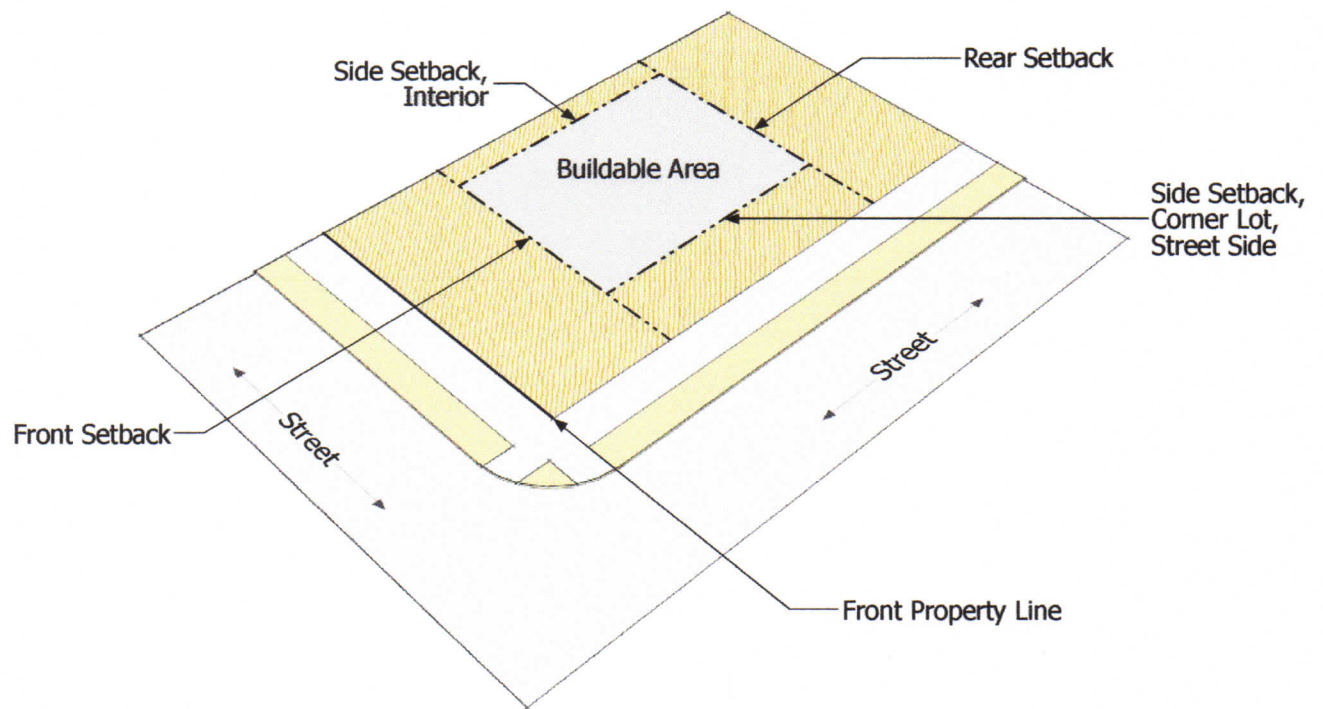 Side Setback,
Interior
Rear Setback
Buildable Area
Side Setback,
Corner Lot,
Street Side
Street
Front Setback
Street
Front Property Line